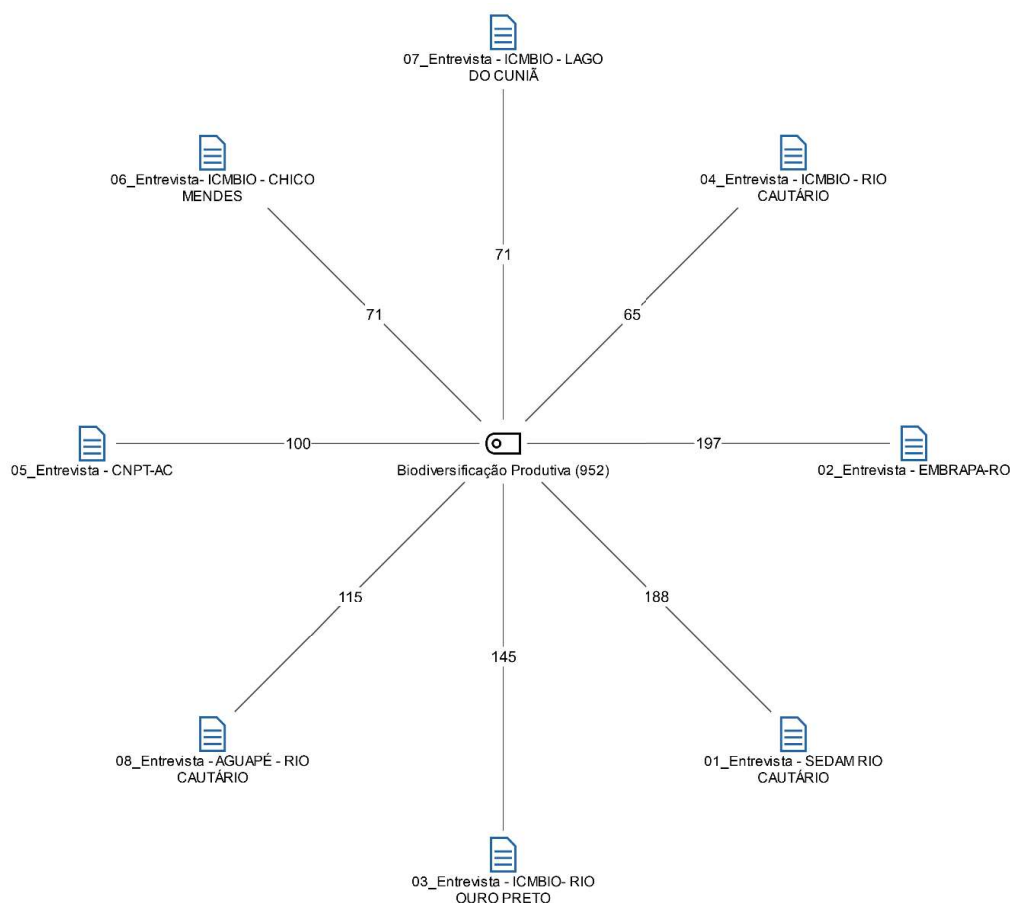 07_Entrevista - ICMBIO - LAGO
DO CUNIÃ
06_Entrevista- ICMBIO - CHICO
MENDES
04_Entrevista - ICMBIO - RIO
CAUTÁRIO
71
71
65
05_Entrevista - CNPT-AC
100
Biodiversificação Produtiva (952)
197
02_Entrevista - EMBRAPA-RO
115
145
188
08_Entrevista - AGUAPÉ - RIO
CAUTÁRIO
01_Entrevista - SEDAM RIO
CAUTÁRIO
03_Entrevista - ICMBIO- RIO
OURO PRETO